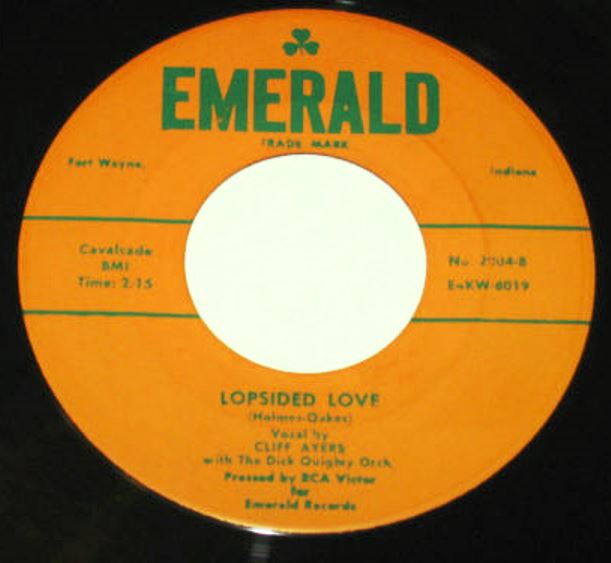 EMERALD
TRADE MARK
Fort Wayne,
Indiana
Cavalcade
BMI
Time: 2:15
No. 2004-B
E4KW-8019
LOPSIDED LOVE
(Holmes-Oakes)
Vocal by
CLIFF AYERS
with The Dick Quigley Orch.
Pressed by RCA Victor
for
Emerald Records